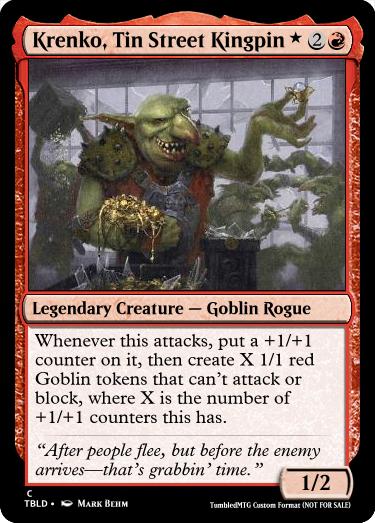 Krenko, Tin Street Kingpin ★ 2
Legendary Creature — Goblin Rogue
Whenever this attacks, put a +1/+1
counter on it, then create X 1/1 red
Goblin tokens that can't attack or
block, where X is the number of
+1/+1 counters this has.
“After people flee, but before the enemy
arrives—that's grabbin' time.”
1/2
C
TBLD • Mark Behm
TumbledMTG Custom Format (NOT FOR SALE)